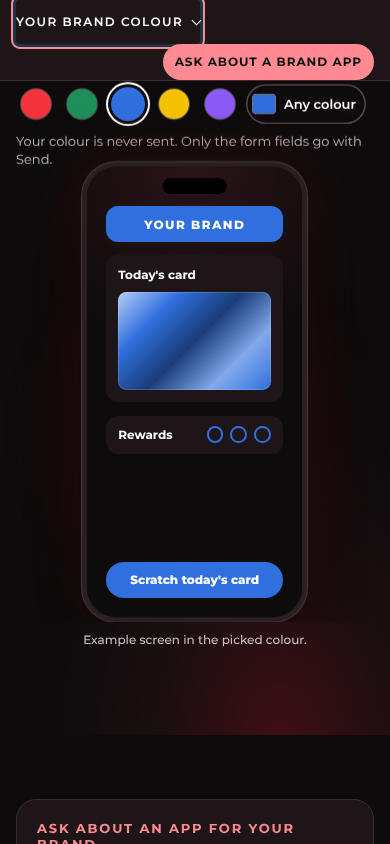 YOUR BRAND COLOUR
ASK ABOUT A BRAND APP
Any colour
Your colour is never sent. Only the form fields go with
Send.
YOUR BRAND
Today's card
Rewards
Scratch today's card
Example screen in the picked colour.
ASK ABOUT AN APP FOR YOUR
BRAND